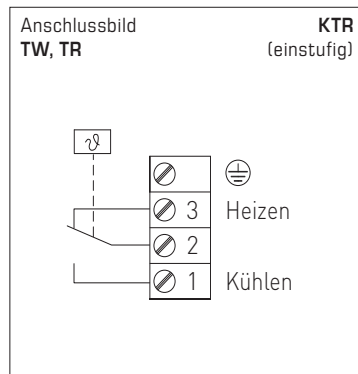 Anschlussbild KTR
TW, TR (einstufig)
ϑ
3 Heizen
2
1 Kühlen